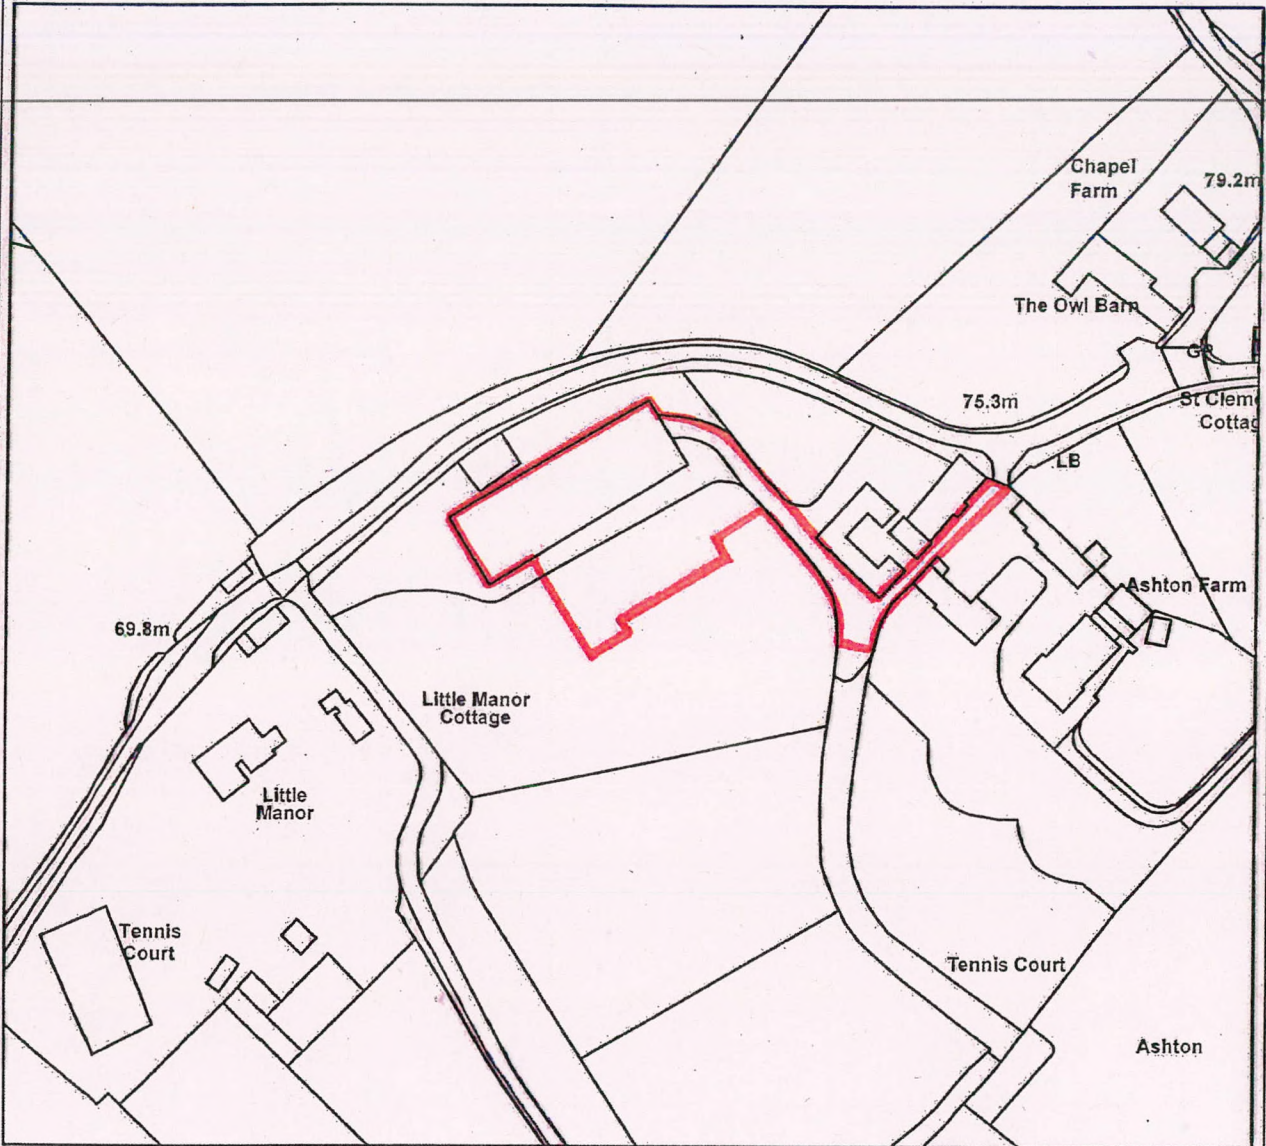 Chapel
Farm
79.2m
The Owl Barn
75.3m
LB
Ashton Farm
69.8m
Little Manor
Cottage
Little
Manor
Tennis
Court
Tennis Court
Ashton